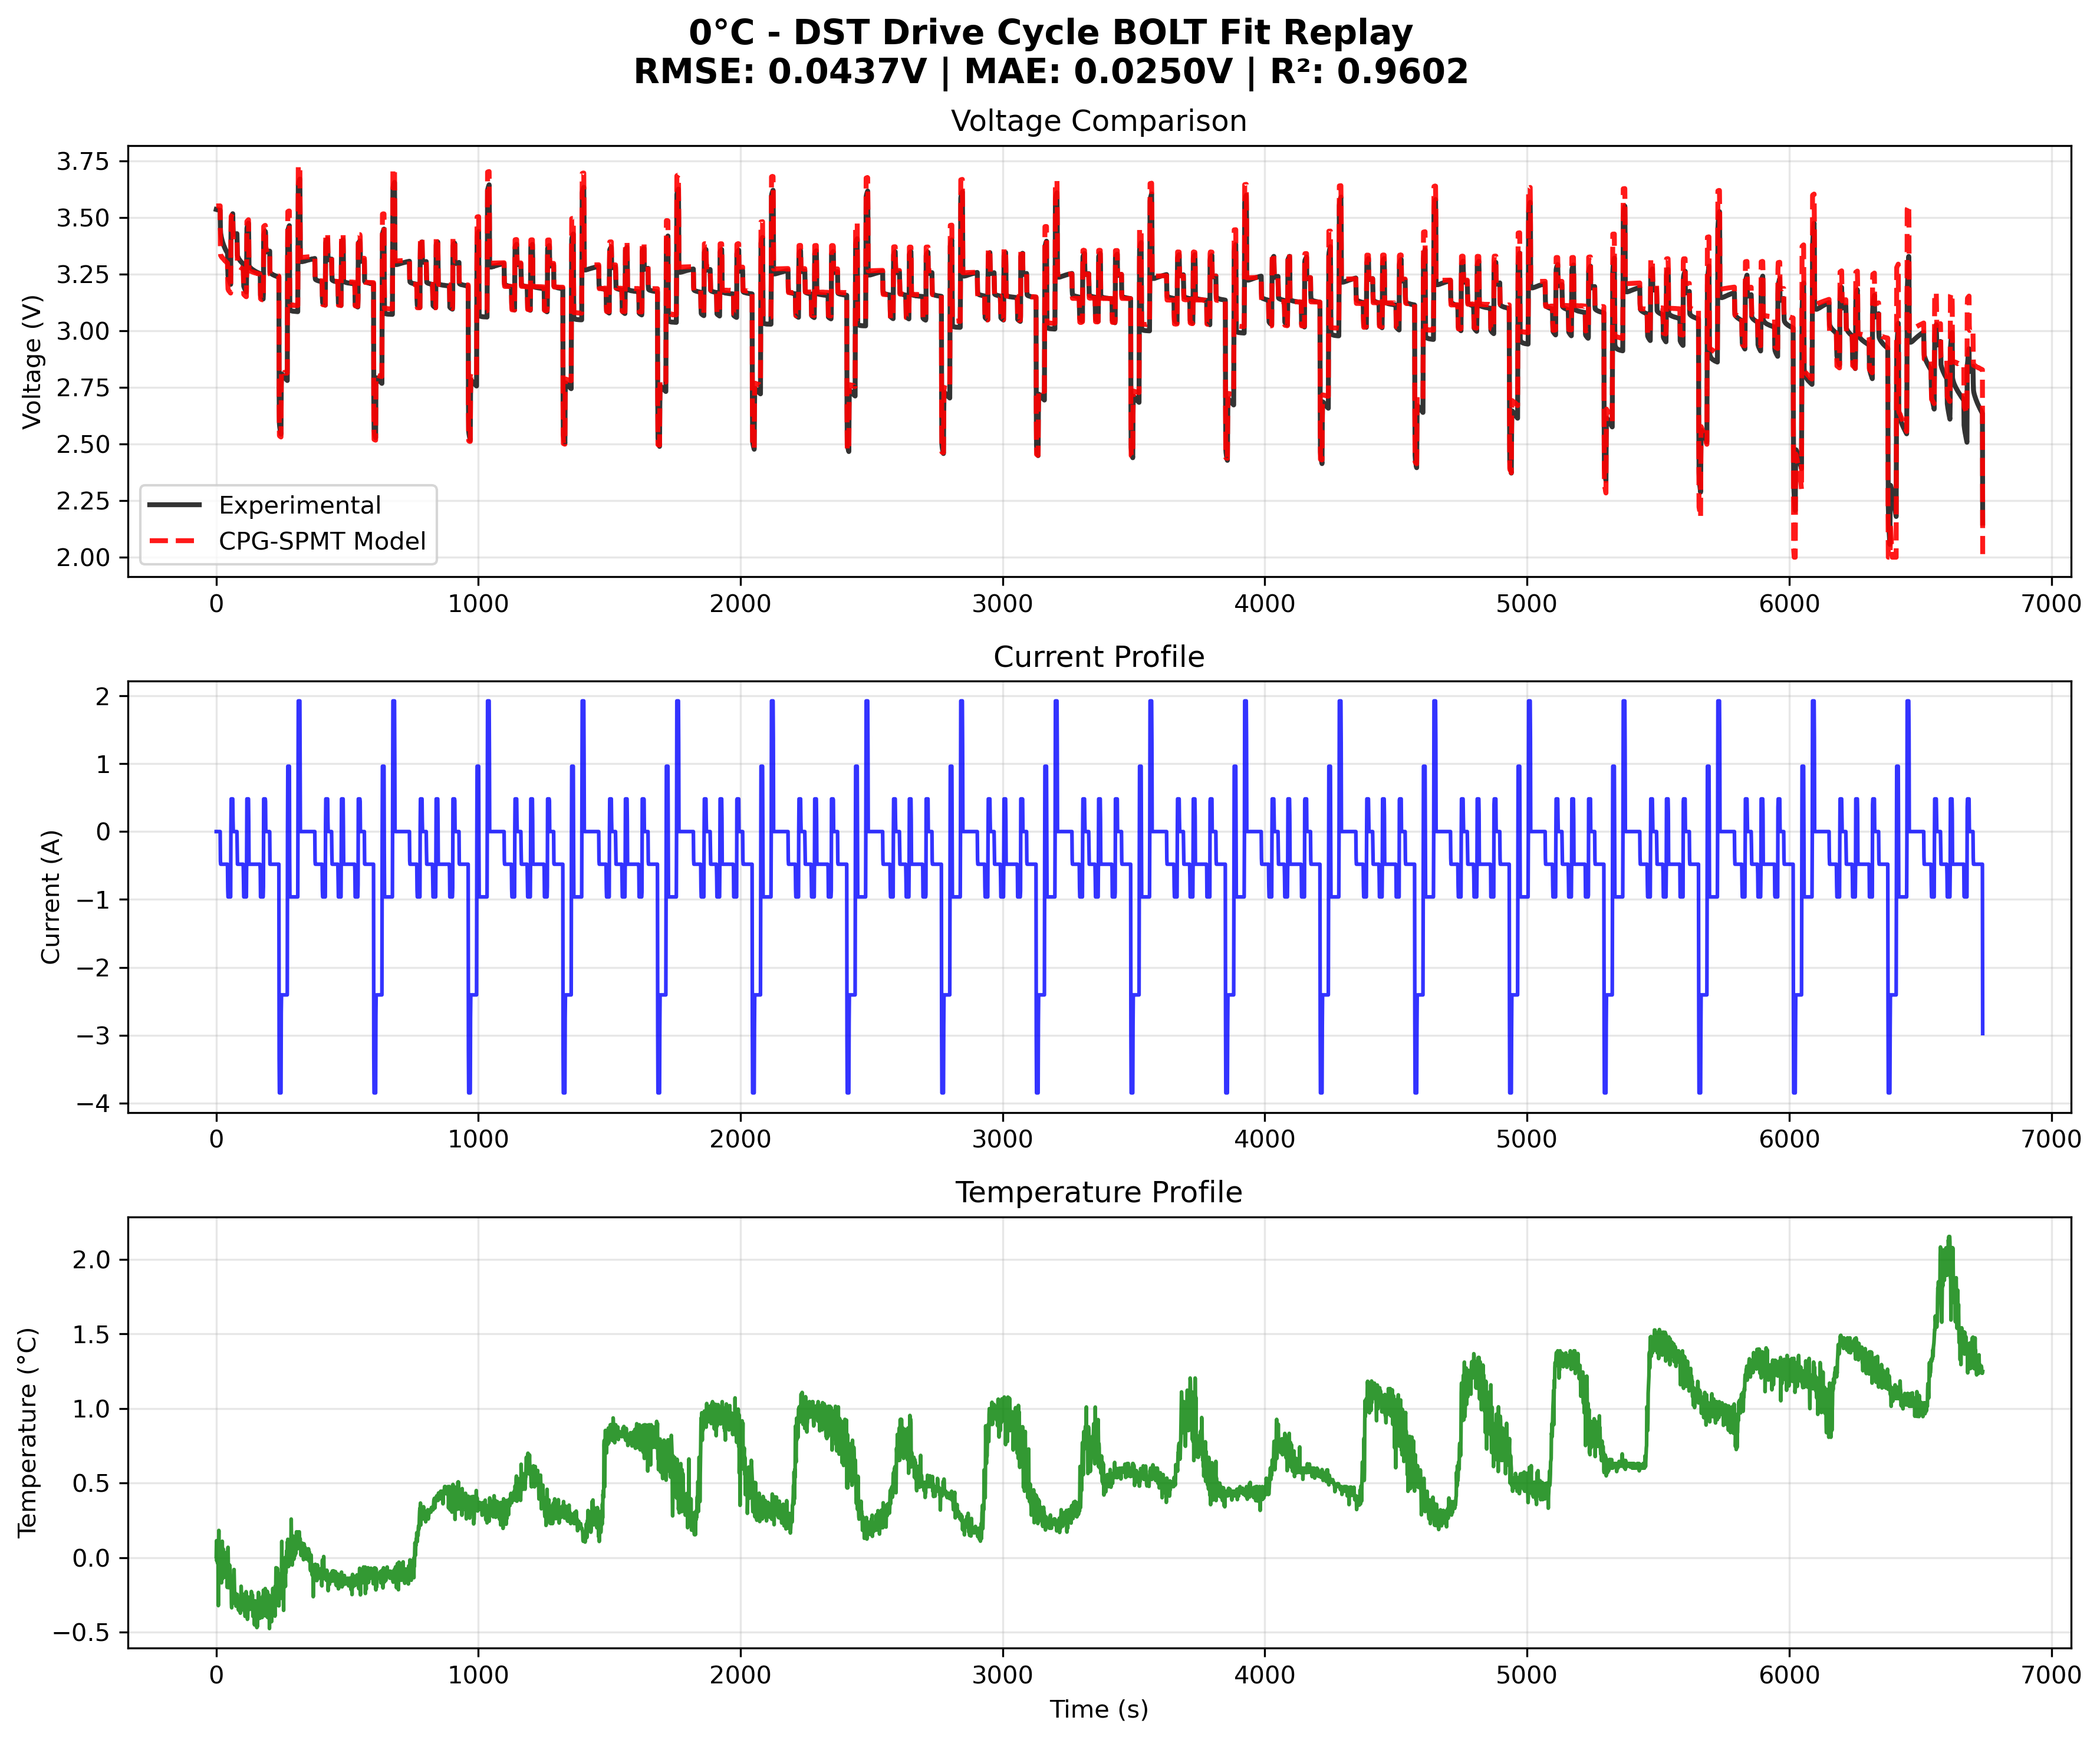 0°C - DST Drive Cycle BOLT Fit Replay
RMSE: 0.0437V | MAE: 0.0250V | R²: 0.9602
Voltage Comparison
Voltage (V)
3.75
3.50
3.25
3.00
2.75
2.50
2.25
2.00
Experimental
CPG-SPMT Model
0 1000 2000 3000 4000 5000 6000 7000
Current Profile
Current (A)
2
1
0
−1
−2
−3
−4
0 1000 2000 3000 4000 5000 6000 7000
Temperature Profile
Temperature (°C)
2.0
1.5
1.0
0.5
0.0
−0.5
0 1000 2000 3000 4000 5000 6000 7000
Time (s)